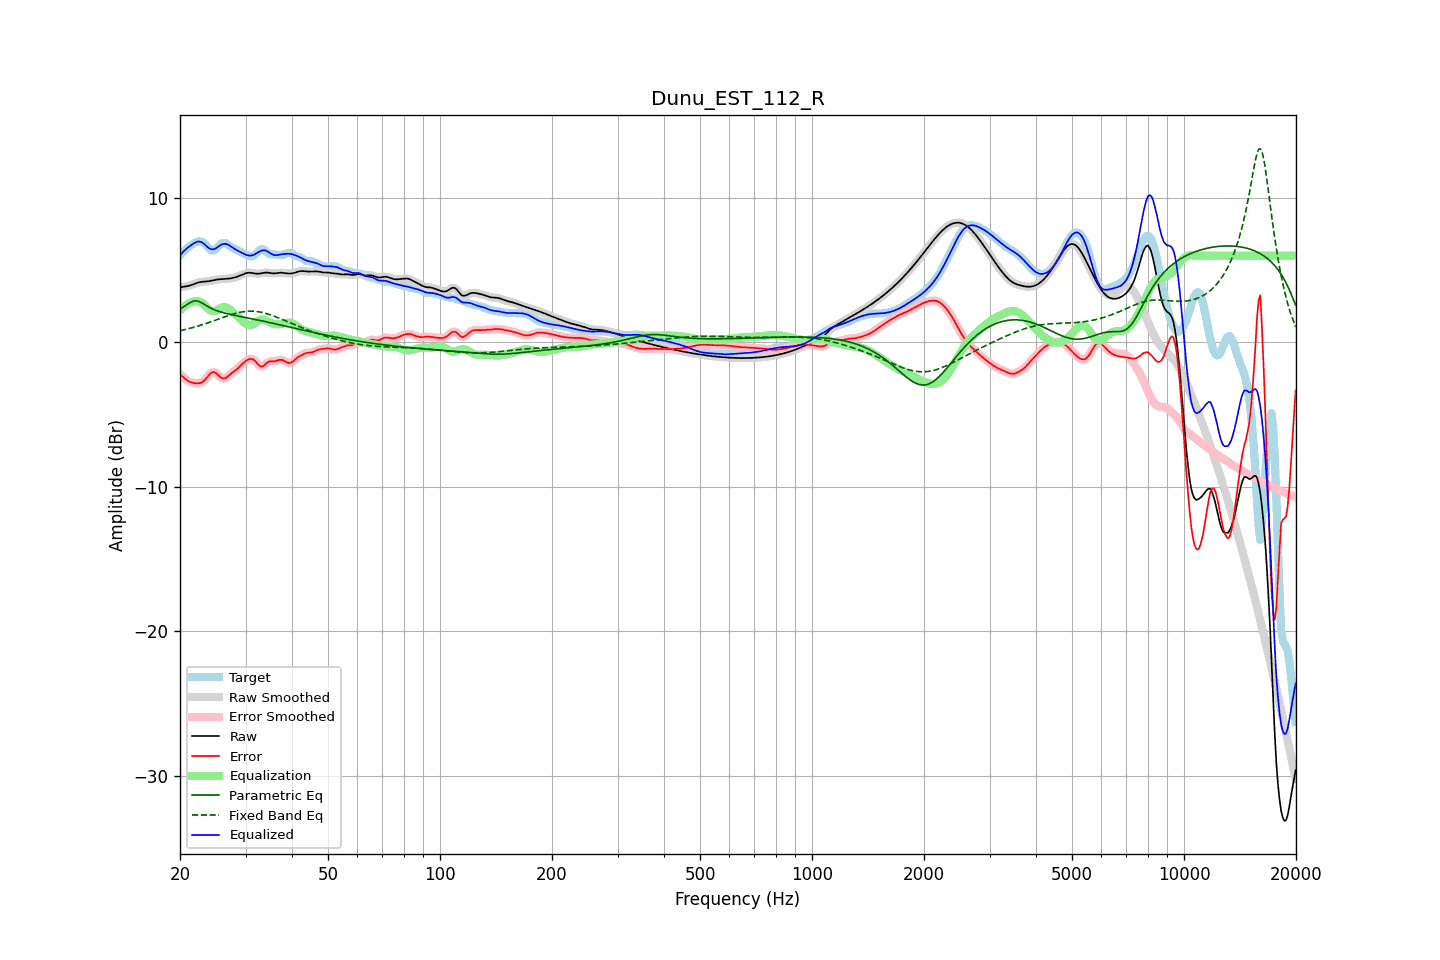 Dunu_EST_112_R
Amplitude (dBr)
10
0
−10
−20
−30
Target
Raw Smoothed
Error Smoothed
Raw
Error
Equalization
Parametric Eq
Fixed Band Eq
Equalized
20 50 100 200 500 1000 2000 5000 10000 20000
Frequency (Hz)